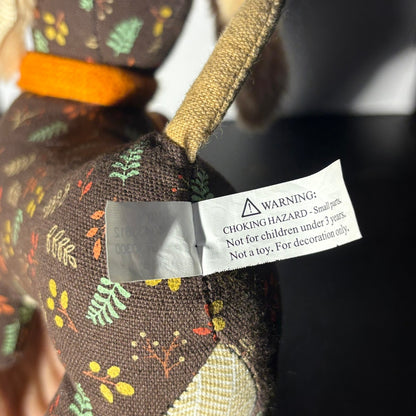 ⚠ WARNING:
CHOKING HAZARD - Small parts.
Not for children under 3 years.
Not a toy. For decoration only.